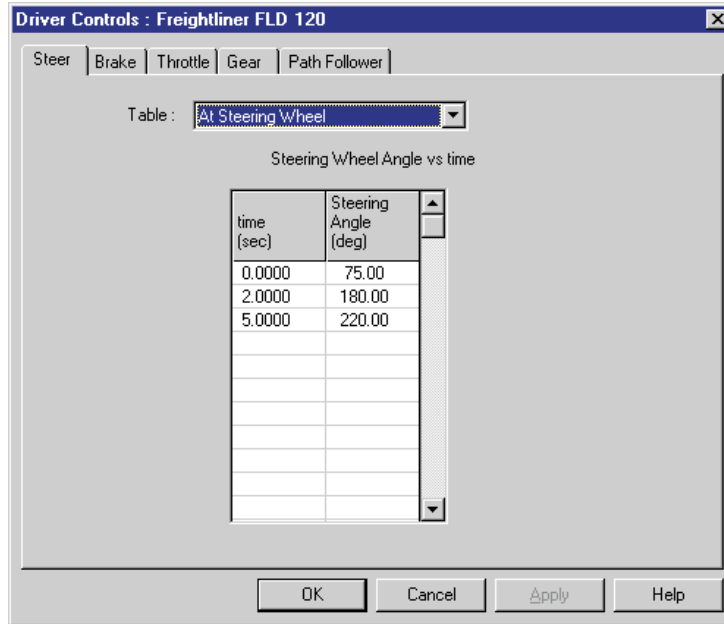 Driver Controls : Freightliner FLD 120
Steer Brake Throttle Gear Path Follower
Table : At Steering Wheel
Steering Wheel Angle vs time
time (sec) Steering Angle (deg)
0.0000 75.00
2.0000 180.00
5.0000 220.00
OK Cancel Apply Help